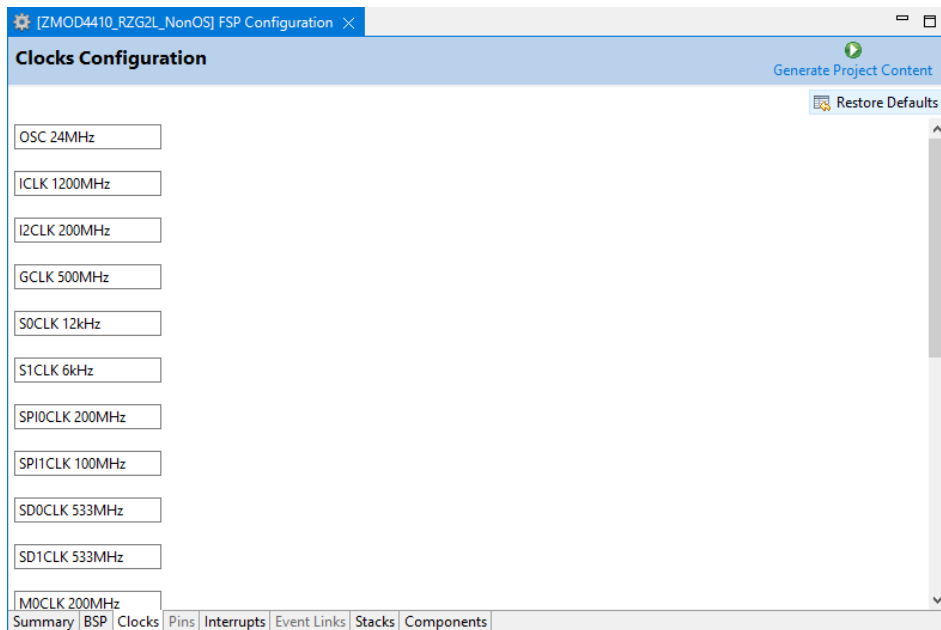 [ZMOD4410_RZG2L_NonOS] FSP Configuration
Clocks Configuration
Generate Project Content
Restore Defaults
OSC 24MHz
ICLK 1200MHz
I2CLK 200MHz
GCLK 500MHz
S0CLK 12kHz
S1CLK 6kHz
SPI0CLK 200MHz
SPI1CLK 100MHz
SD0CLK 533MHz
SD1CLK 533MHz
M0CLK 200MHz
Summary BSP Clocks Pins Interrupts Event Links Stacks Components